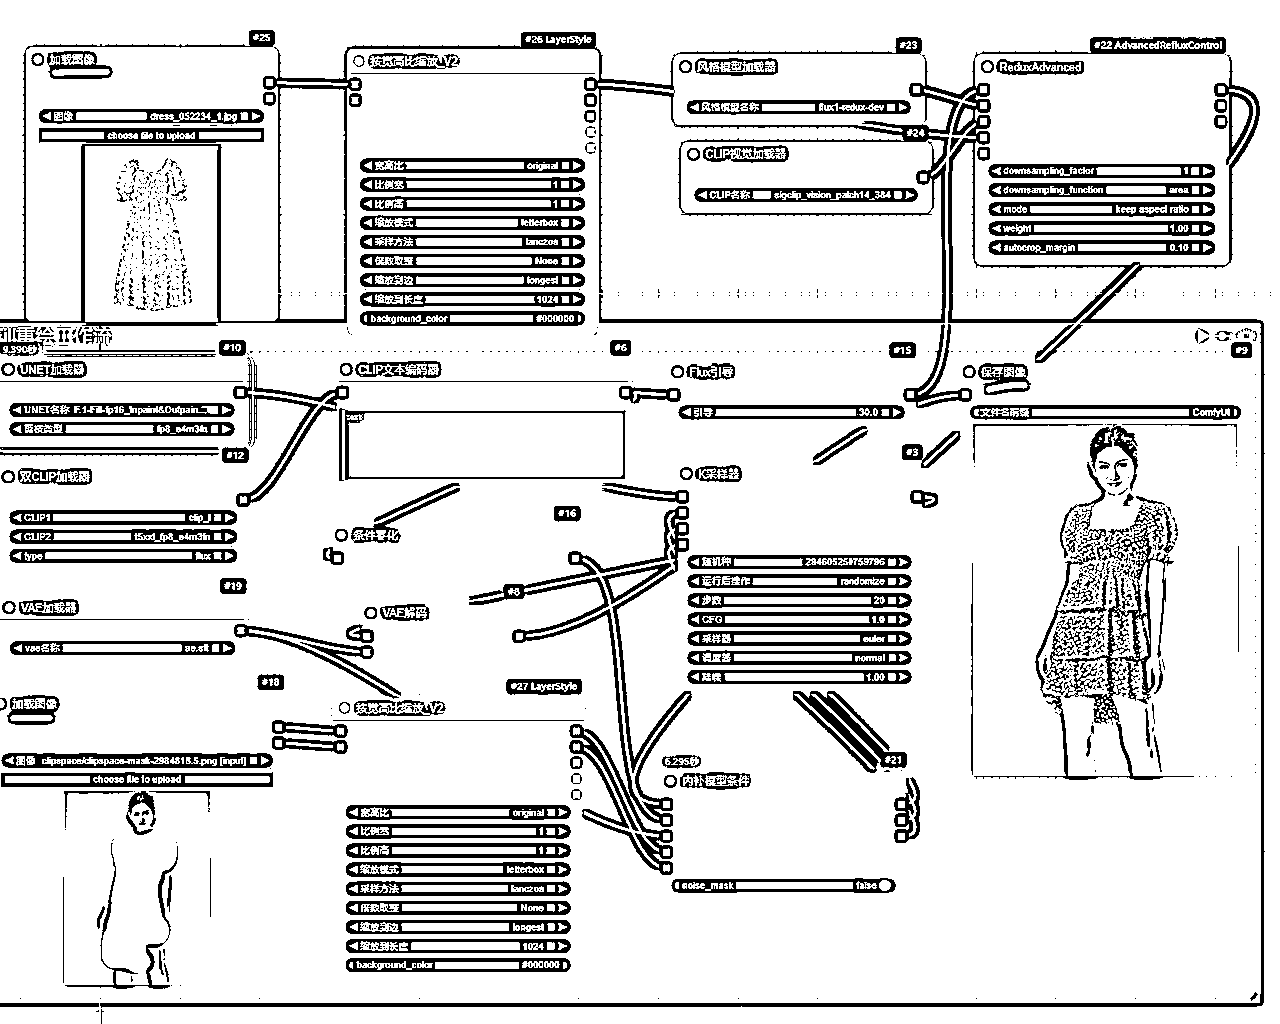 #25
加载图像
图像 dress_052234_1.jpg
choose file to upload
#26 LayerStyle
按宽高比缩放_V2
宽高比 original
比例宽 1
比例高 1
缩放模式 letterbox
采样方法 lanczos
倍数取整 None
缩放到边 longest
缩放到长度 1024
background_color #000000
#23
风格模型加载器
风格模型名称 flux1-redux-dev
#24
CLIP视觉加载器
CLIP名称 sigclip_vision_patch14_384
#22 AdvancedRefluxControl
ReduxAdvanced
downsampling_factor 1
downsampling_function area
mode keep aspect ratio
weight 1.00
autocrop_margin 0.10
重绘工作流
#10
UNET加载器
UNET名称 F.1-Fill-fp16_Inpaint&Outpain...
fp8_e4m3fn
#12
双CLIP加载器
CLIP1 clip_l
CLIP2 t5xxl_fp8_e4m3fn
type flux
#19
VAE加载器
vae名称 ae.sft
#18
加载图像
图像 clipspace/clipspace-mask-2984818.5.png [input]
choose file to upload
#6
CLIP文本编码器
#16
条件零化
#8
VAE解码
#27 LayerStyle
按宽高比缩放_V2
宽高比 original
比例宽 1
比例高 1
缩放模式 letterbox
采样方法 lanczos
倍数取整 None
缩放到边 longest
缩放到长度 1024
background_color #000000
#15
Flux引导
引导 30.0
#3
K采样器
随机种 284605259759796
运行后操作 randomize
步数 20
CFG 1.0
采样器 euler
调度器 normal
降噪 1.00
#21
6.295秒
内补模型条件
noise_mask false
#9
保存图像
文件名前缀 ComfyUI